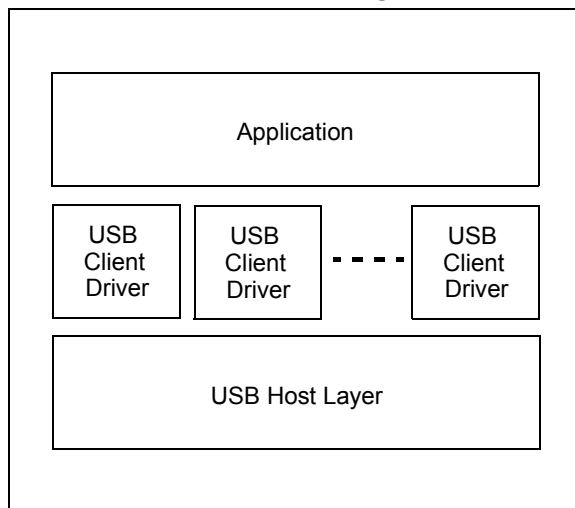 Application
USB
Client
Driver
USB
Client
Driver
USB
Client
Driver
USB Host Layer